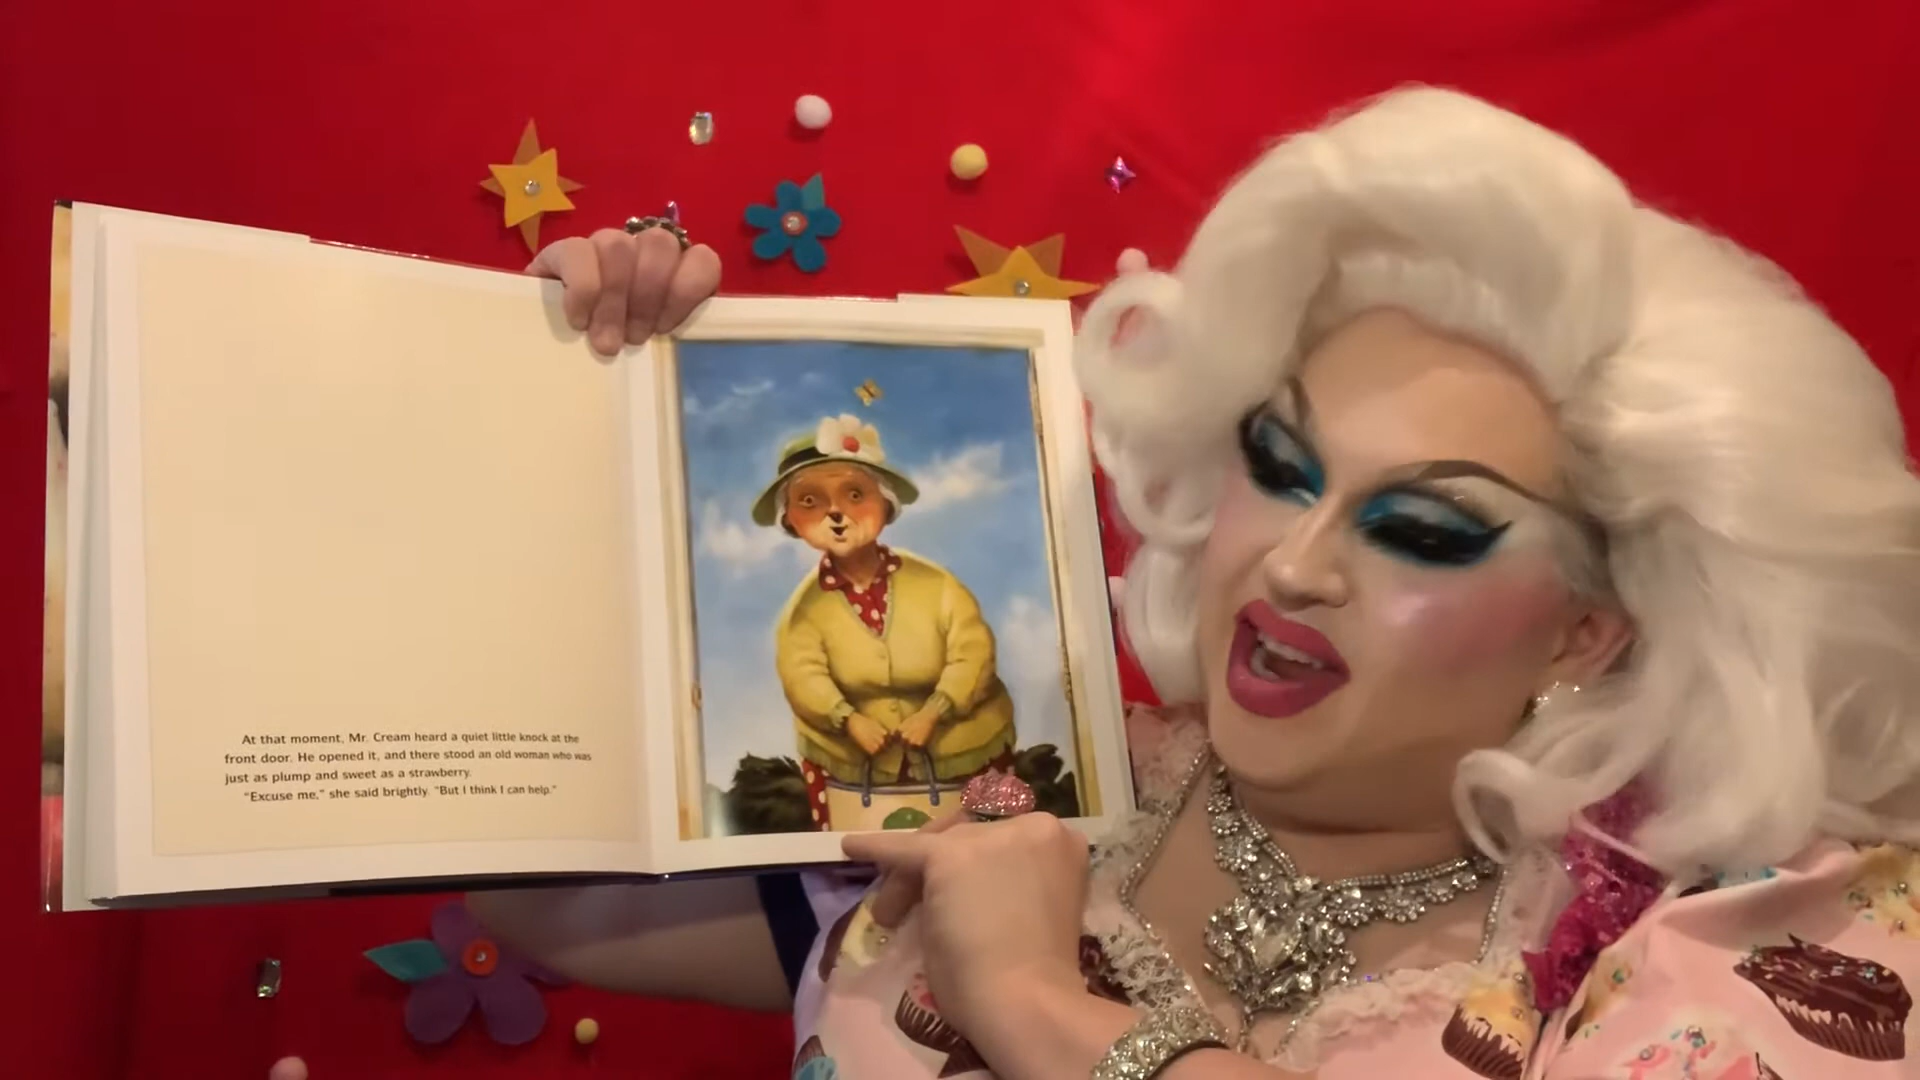 At that moment, Mr. Cream heard a quiet little knock at the
front door. He opened it, and there stood an old woman who was
just as plump and sweet as a strawberry.
"Excuse me," she said brightly. "But I think I can help."